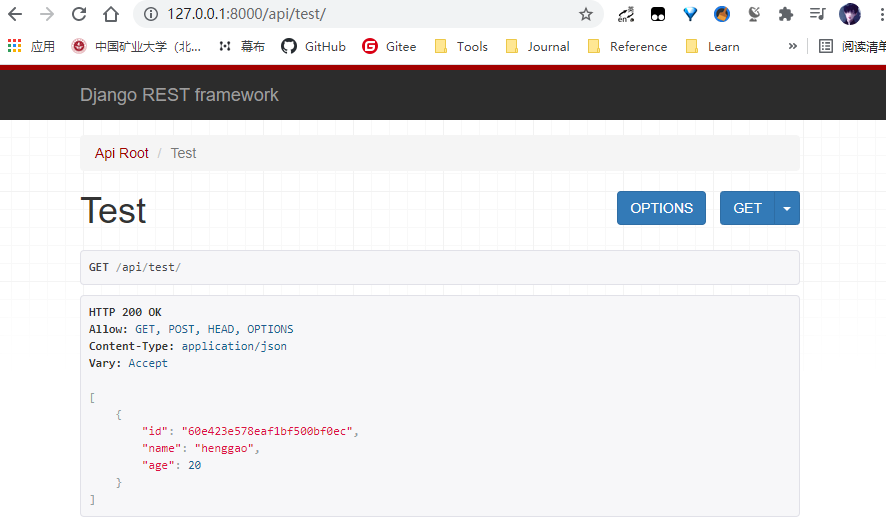 127.0.0.1:8000/api/test/
en
应用 中国矿业大学（北... 幕布 GitHub Gitee Tools Journal Reference Learn » 阅读清单
Django REST framework
Api Root / Test
Test OPTIONS GET
GET /api/test/
HTTP 200 OK
Allow: GET, POST, HEAD, OPTIONS
Content-Type: application/json
Vary: Accept
[
{
"id": "60e423e578eaf1bf500bf0ec",
"name": "henggao",
"age": 20
}
]